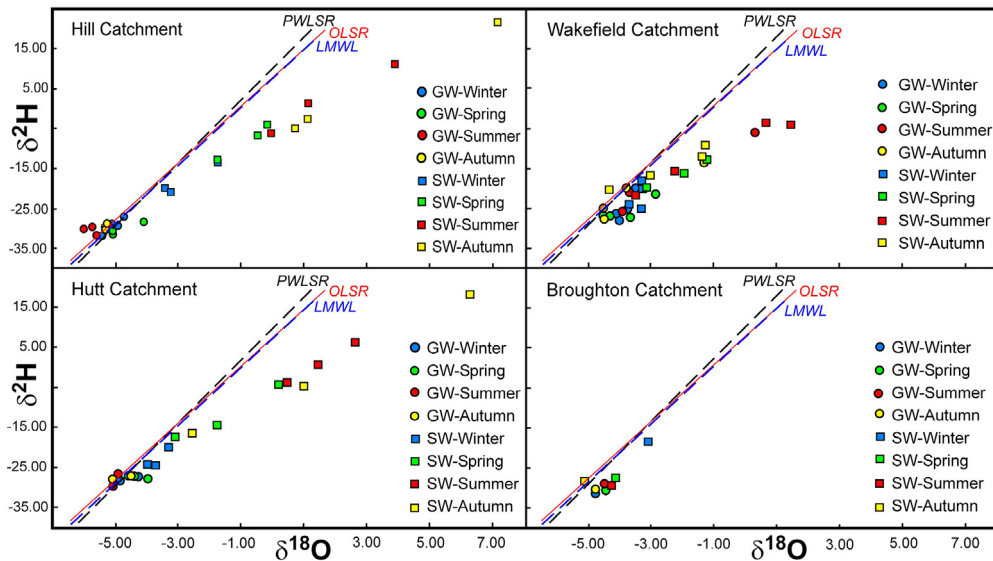 Hill Catchment
PWLSR
OLSR
LMWL
15.00
5.00
-15.00
-25.00
-35.00
δ²H
GW-Winter
GW-Spring
GW-Summer
GW-Autumn
SW-Winter
SW-Spring
SW-Summer
SW-Autumn
Wakefield Catchment
PWLSR
OLSR
LMWL
GW-Winter
GW-Spring
GW-Summer
GW-Autumn
SW-Winter
SW-Spring
SW-Summer
SW-Autumn
Hutt Catchment
PWLSR
OLSR
LMWL
15.00
5.00
-15.00
-25.00
-35.00
δ²H
GW-Winter
GW-Spring
GW-Summer
GW-Autumn
SW-Winter
SW-Spring
SW-Summer
SW-Autumn
-5.00 -3.00 -1.00 1.00 3.00 5.00 7.00
δ¹⁸O
Broughton Catchment
PWLSR
OLSR
LMWL
GW-Winter
GW-Spring
GW-Summer
GW-Autumn
SW-Winter
SW-Spring
SW-Summer
SW-Autumn
-5.00 -3.00 -1.00 1.00 3.00 5.00 7.00
δ¹⁸O